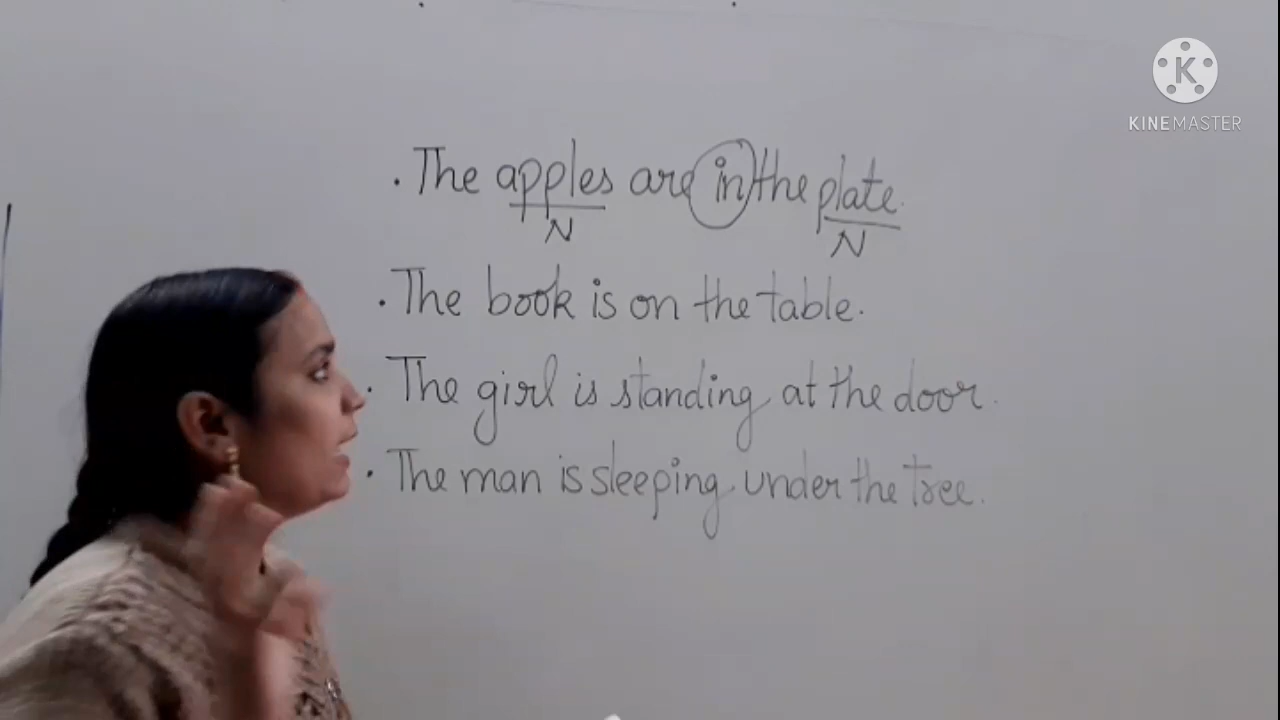 K
KINEMASTER
. The apples are in the plate.
N N
. The book is on the table.
. The girl is standing at the door.
. The man is sleeping under the tree.